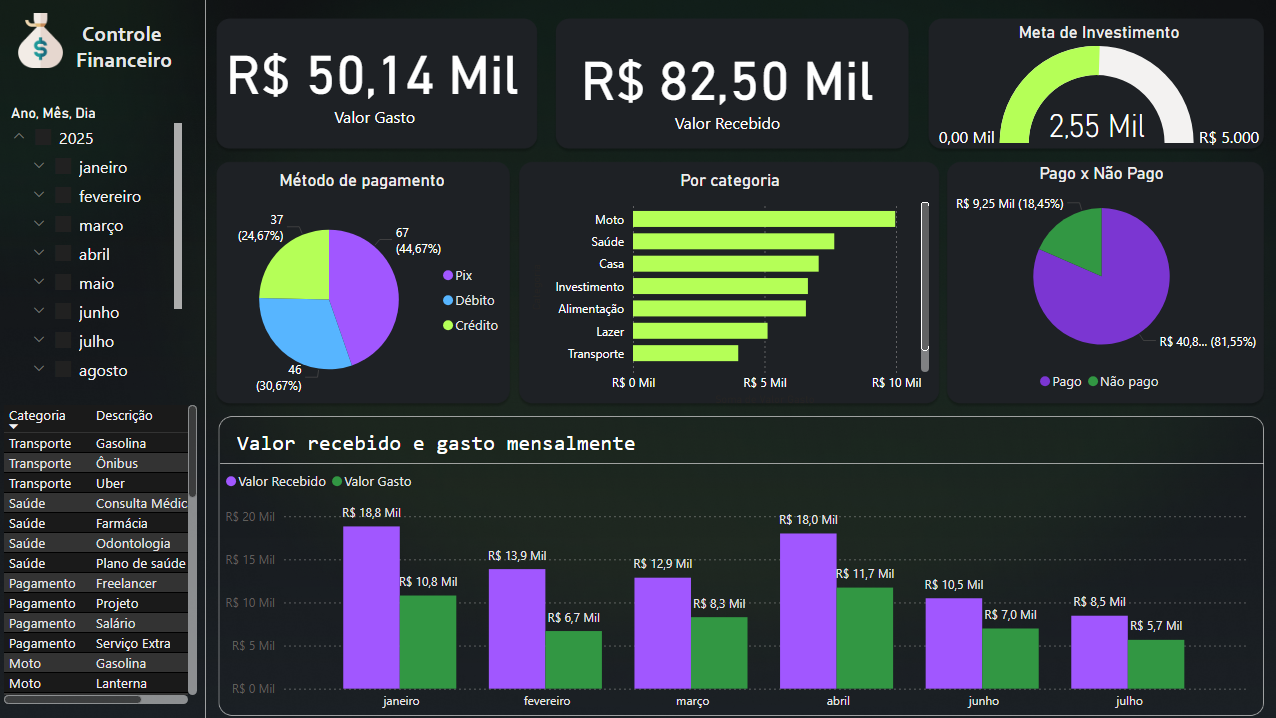 Controle
Financeiro
Ano, Mês, Dia
2025
janeiro
fevereiro
março
abril
maio
junho
julho
agosto
Categoria Descrição
Transporte Gasolina
Transporte Ônibus
Transporte Uber
Saúde Consulta Médic
Saúde Farmácia
Saúde Odontologia
Saúde Plano de saúde
Pagamento Freelancer
Pagamento Projeto
Pagamento Salário
Pagamento Serviço Extra
Moto Gasolina
Moto Lanterna
R$ 50,14 Mil
Valor Gasto
R$ 82,50 Mil
Valor Recebido
Meta de Investimento
2,55 Mil
0,00 Mil
R$ 5.000
Método de pagamento
37
(24,67%)
67
(44,67%)
46
(30,67%)
Pix
Débito
Crédito
Por categoria
Moto
Saúde
Casa
Investimento
Alimentação
Lazer
Transporte
R$ 0 Mil R$ 5 Mil R$ 10 Mil
Pago x Não Pago
R$ 9,25 Mil (18,45%)
R$ 40,8... (81,55%)
Pago Não pago
Valor recebido e gasto mensalmente
Valor Recebido Valor Gasto
R$ 20 Mil
R$ 15 Mil
R$ 10 Mil
R$ 5 Mil
R$ 0 Mil
R$ 18,8 Mil
R$ 10,8 Mil
R$ 13,9 Mil
R$ 6,7 Mil
R$ 12,9 Mil
R$ 8,3 Mil
R$ 18,0 Mil
R$ 11,7 Mil
R$ 10,5 Mil
R$ 7,0 Mil
R$ 8,5 Mil
R$ 5,7 Mil
janeiro fevereiro março abril junho julho